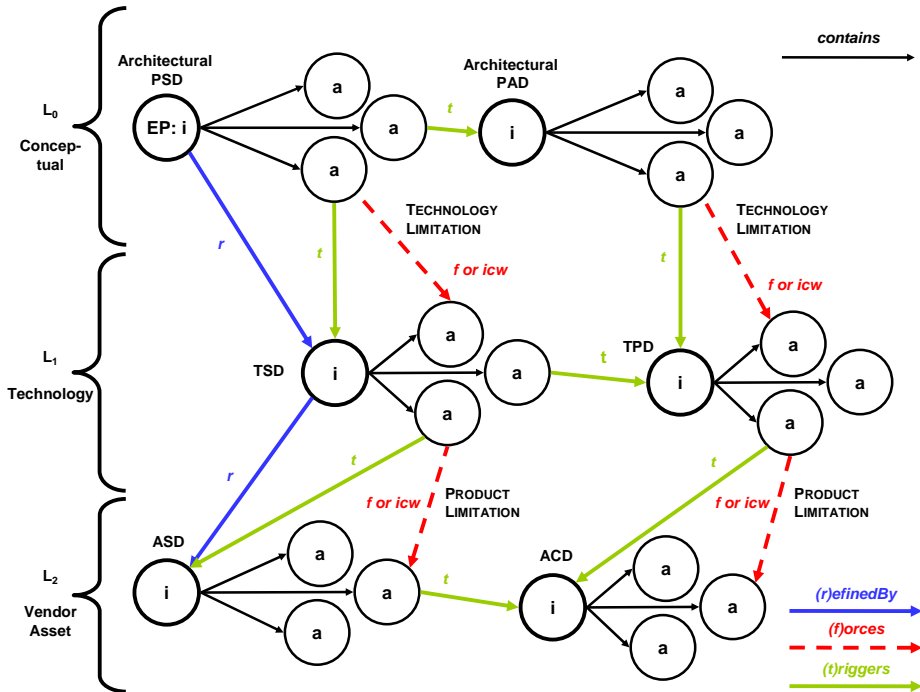 contains
Architectural
PSD
Architectural
PAD
L0
Concep-
tual
EP: i
a
a
a
t
i
a
a
a
TECHNOLOGY
LIMITATION
TECHNOLOGY
LIMITATION
r
t
f or icw
t
f or icw
L1
Technology
TSD
i
a
a
a
t
TPD
i
a
a
a
r
t
f or icw
PRODUCT
LIMITATION
t
f or icw
PRODUCT
LIMITATION
L2
Vendor
Asset
ASD
i
a
a
a
t
ACD
i
a
a
a
(r)efinedBy
(f)orces
(t)riggers